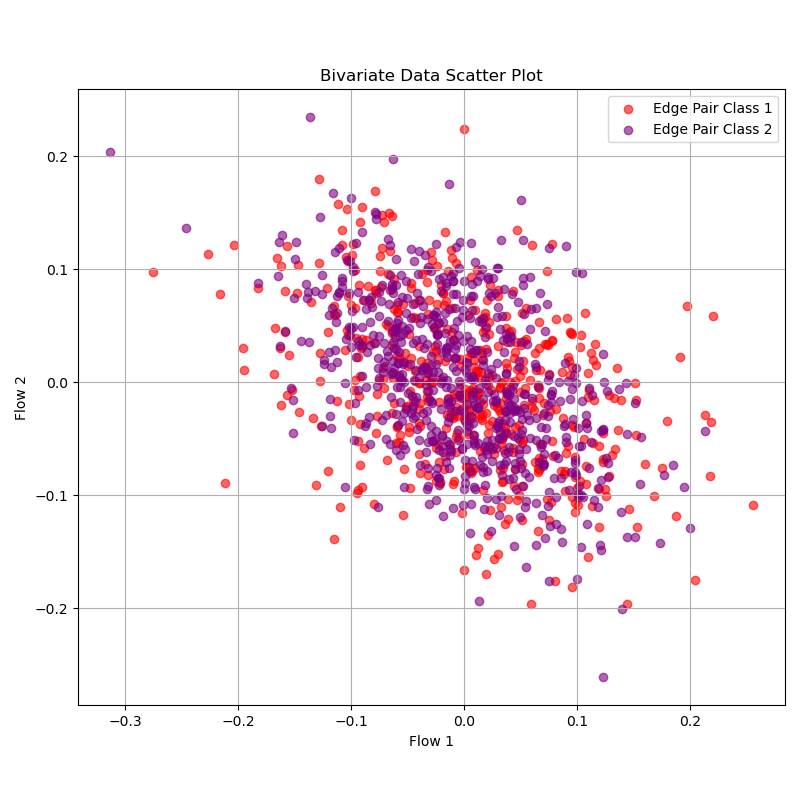 Bivariate Data Scatter Plot
Edge Pair Class 1
Edge Pair Class 2
0.2
0.1
0.0
−0.1
−0.2
Flow 2
−0.3
−0.2
−0.1
0.0
0.1
0.2
Flow 1